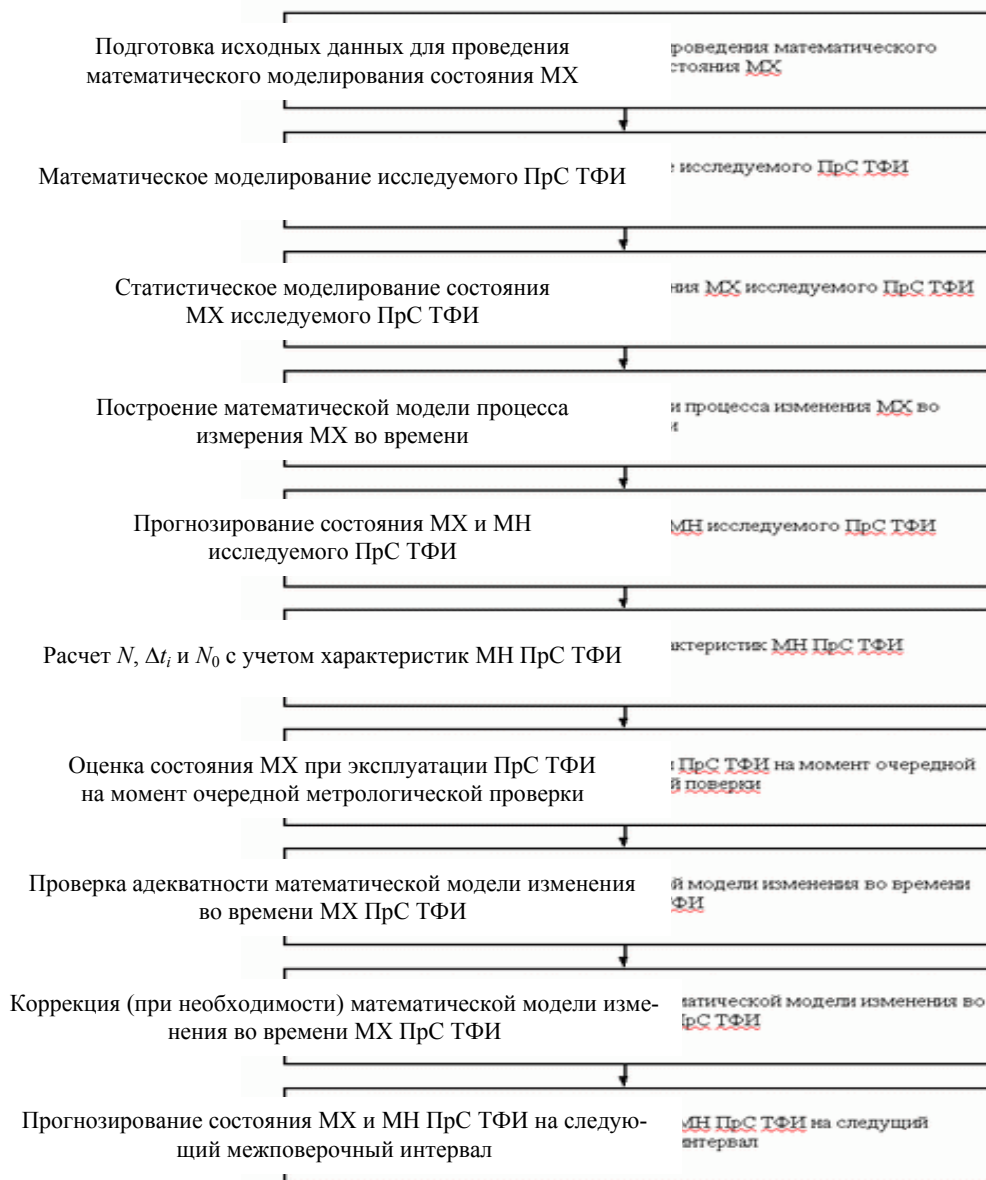 Подготовка исходных данных для проведения
математического моделирования состояния МХ
роведения математического
стояния МХ
Математическое моделирование исследуемого ПрС ТФИ
исследуемого ПрС ТФИ
Статистическое моделирование состояния
МХ исследуемого ПрС ТФИ
ния МХ исследуемого ПрС ТФИ
Построение математической модели процесса
измерения МХ во времени
и процесса изменения МХ во
и
Прогнозирование состояния МХ и МН
исследуемого ПрС ТФИ
МН исследуемого ПрС ТФИ
Расчет N, Δti и N0 с учетом характеристик МН ПрС ТФИ
актеристик МН ПрС ТФИ
Оценка состояния МХ при эксплуатации ПрС ТФИ
на момент очередной метрологической проверки
ПрС ТФИ на момент очередной
й поверки
Проверка адекватности математической модели изменения
во времени МХ ПрС ТФИ
й модели изменения во времени
ФИ
Коррекция (при необходимости) математической модели изме-
нения во времени МХ ПрС ТФИ
матической модели изменения во
ПрС ТФИ
Прогнозирование состояния МХ и МН ПрС ТФИ на следую-
щий межповерочный интервал
МН ПрС ТФИ на следущий
интервал